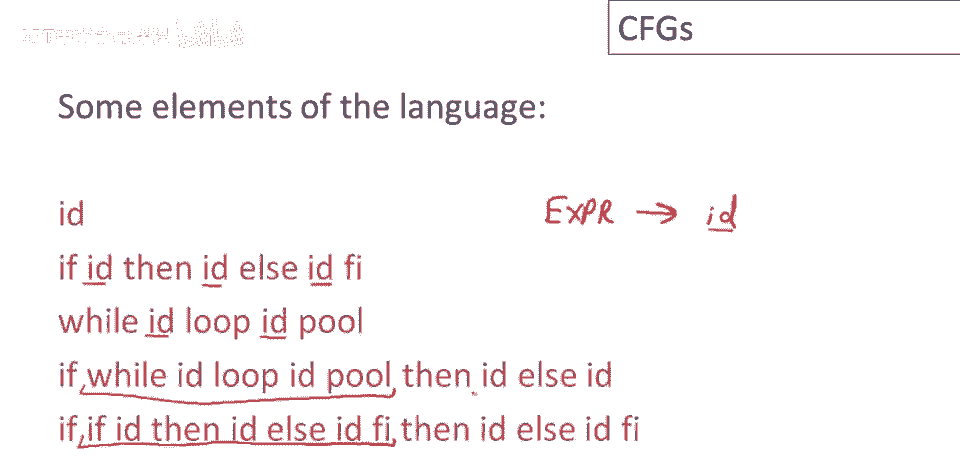 CFGs
Some elements of the language:
id
EXPR → id
if id then id else id fi
while id loop id pool
if while id loop id pool then id else id
if if id then id else id fi then id else id fi